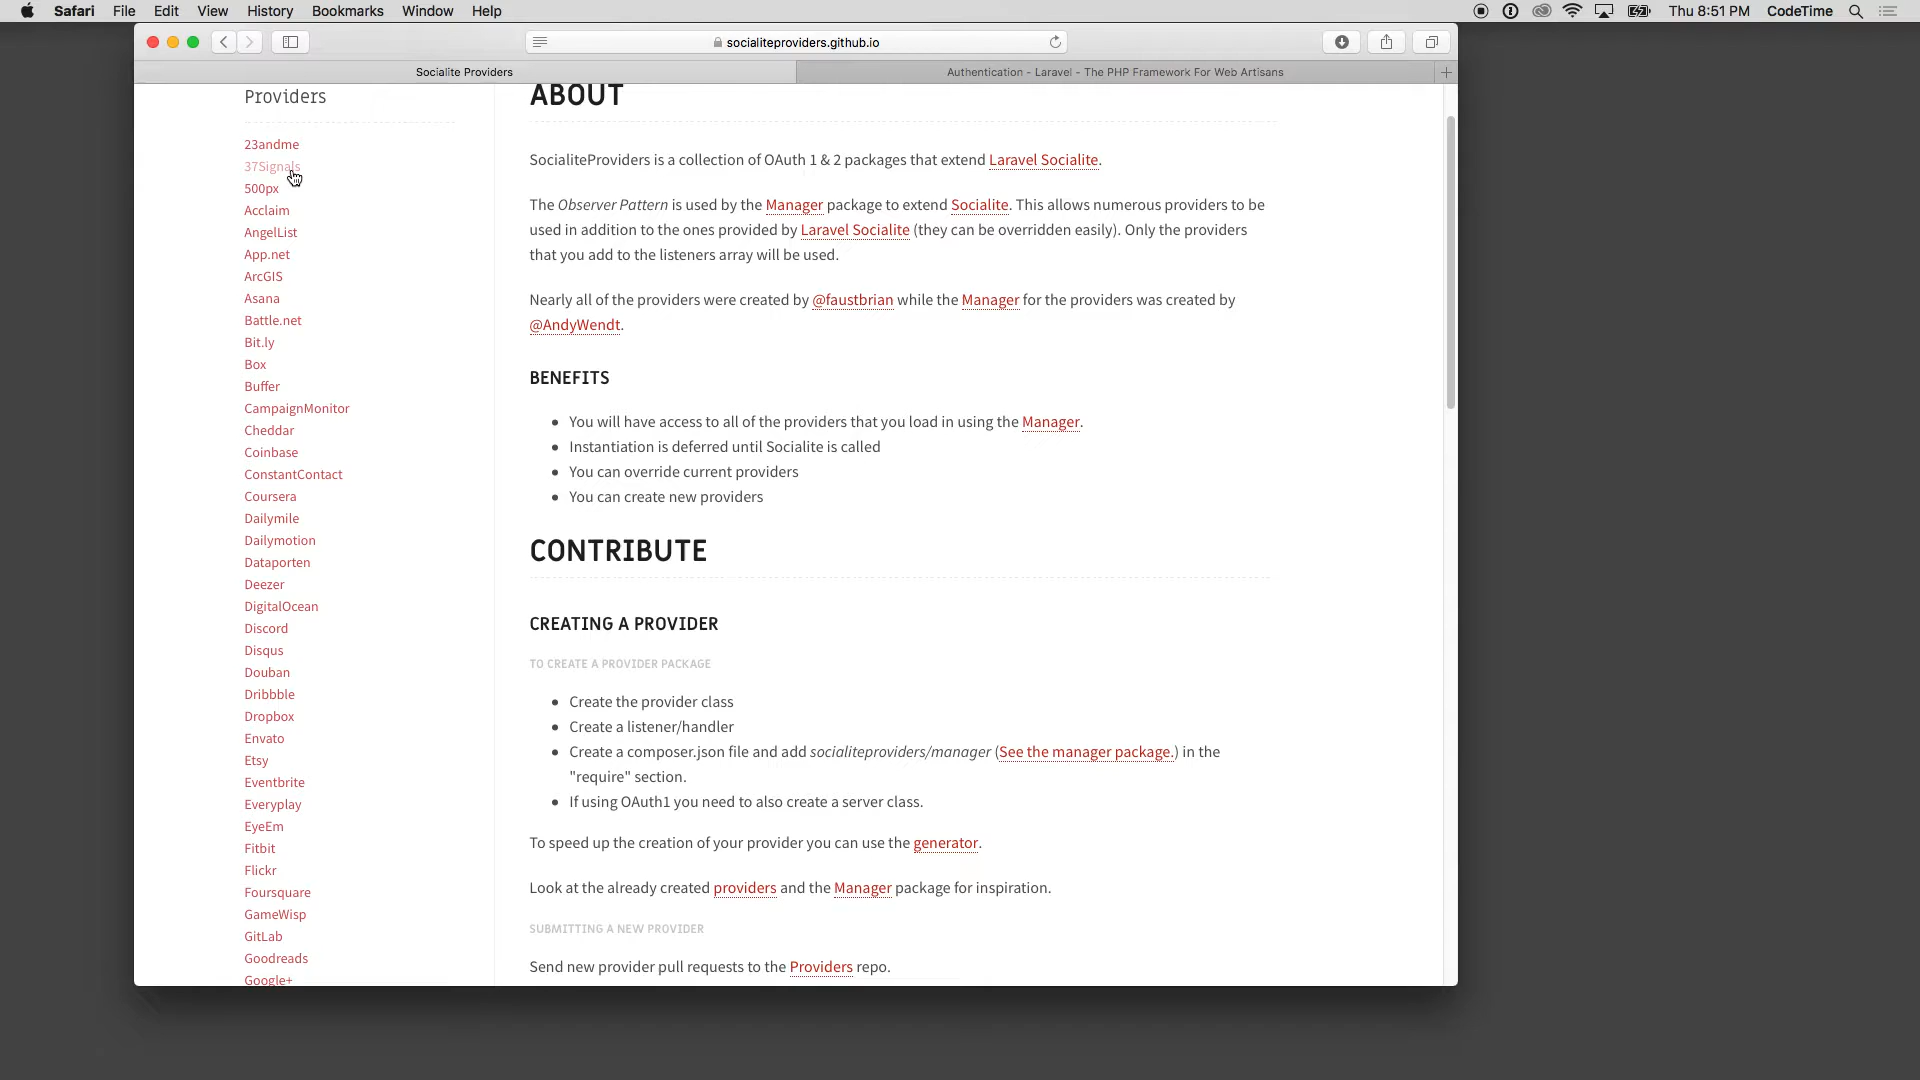 Safari File Edit View History Bookmarks Window Help Thu 8:51 PM CodeTime
socialiteproviders.github.io
Socialite Providers
Authentication - Laravel - The PHP Framework For Web Artisans
Providers
23andme
37Signals
500px
Acclaim
AngelList
App.net
ArcGIS
Asana
Battle.net
Bit.ly
Box
Buffer
CampaignMonitor
Cheddar
Coinbase
ConstantContact
Coursera
Dailymile
Dailymotion
Dataporten
Deezer
DigitalOcean
Discord
Disqus
Douban
Dribbble
Dropbox
Envato
Etsy
Eventbrite
Everyplay
EyeEm
Fitbit
Flickr
Foursquare
GameWisp
GitLab
Goodreads
Google+
ABOUT
SocialiteProviders is a collection of OAuth 1 & 2 packages that extend Laravel Socialite.
The Observer Pattern is used by the Manager package to extend Socialite. This allows numerous providers to be
used in addition to the ones provided by Laravel Socialite (they can be overridden easily). Only the providers
that you add to the listeners array will be used.
Nearly all of the providers were created by @faustbrian while the Manager for the providers was created by
@AndyWendt.
BENEFITS
• You will have access to all of the providers that you load in using the Manager.
• Instantiation is deferred until Socialite is called
• You can override current providers
• You can create new providers
CONTRIBUTE
CREATING A PROVIDER
TO CREATE A PROVIDER PACKAGE
• Create the provider class
• Create a listener/handler
• Create a composer.json file and add socialiteproviders/manager (See the manager package.) in the
"require" section.
• If using OAuth1 you need to also create a server class.
To speed up the creation of your provider you can use the generator.
Look at the already created providers and the Manager package for inspiration.
SUBMITTING A NEW PROVIDER
Send new provider pull requests to the Providers repo.